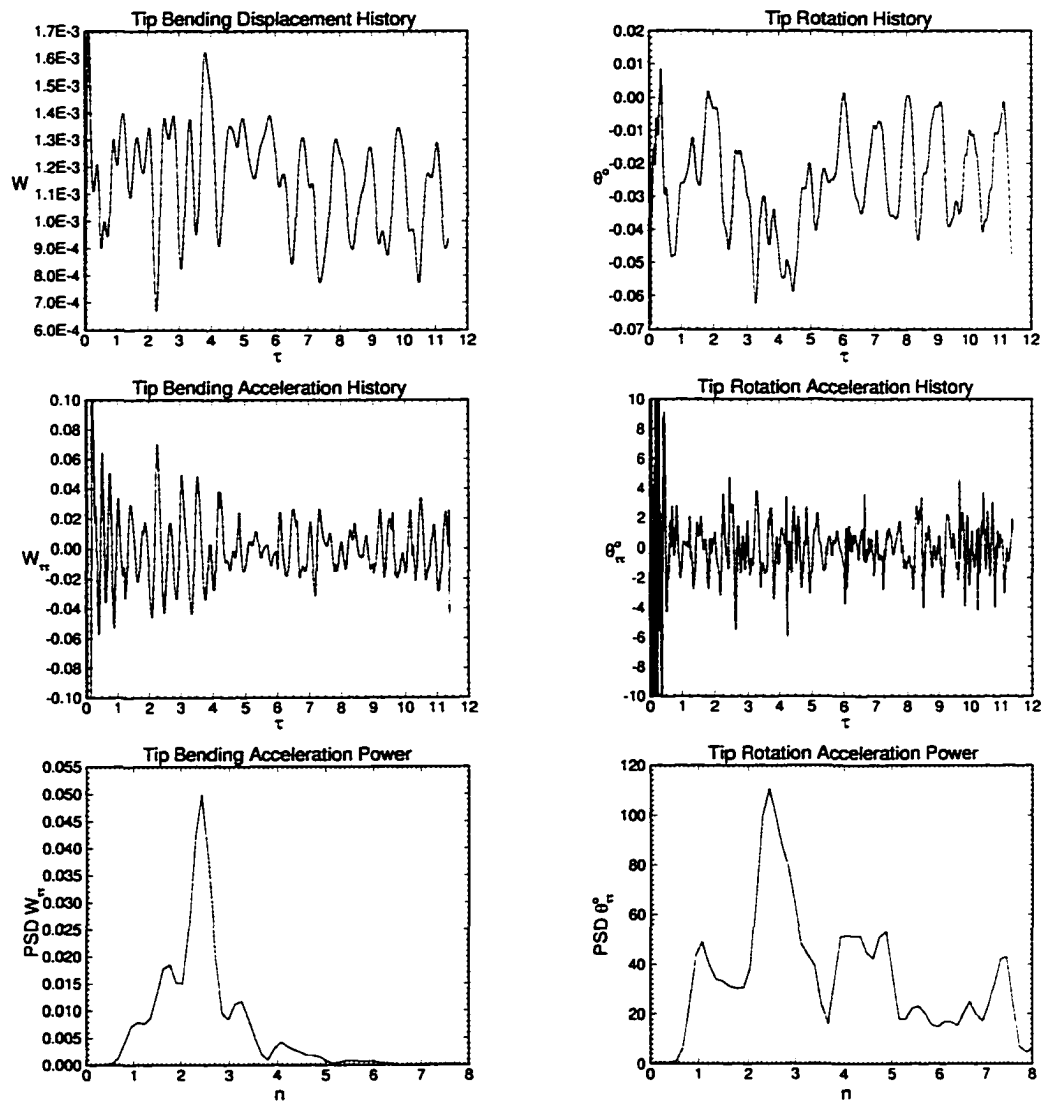 Tip Bending Displacement History
1.7E-3
1.6E-3
1.5E-3
1.4E-3
1.3E-3
1.2E-3
1.1E-3
1.0E-3
9.0E-4
8.0E-4
7.0E-4
6.0E-4
W
0 1 2 3 4 5 6 7 8 9 10 11 12
τ
Tip Rotation History
0.02
0.01
0.00
-0.01
-0.02
-0.03
-0.04
-0.05
-0.06
-0.07
θ°
0 1 2 3 4 5 6 7 8 9 10 11 12
τ
Tip Bending Acceleration History
0.10
0.08
0.06
0.04
0.02
0.00
-0.02
-0.04
-0.06
-0.08
-0.10
Wττ
0 1 2 3 4 5 6 7 8 9 10 11 12
τ
Tip Rotation Acceleration History
10
8
6
4
2
0
-2
-4
-6
-8
-10
θ°ττ
0 1 2 3 4 5 6 7 8 9 10 11 12
τ
Tip Bending Acceleration Power
0.055
0.050
0.045
0.040
0.035
0.030
0.025
0.020
0.015
0.010
0.005
0.000
PSD Wττ
0 1 2 3 4 5 6 7 8
n
Tip Rotation Acceleration Power
120
100
80
60
40
20
0
PSD θ°ττ
0 1 2 3 4 5 6 7 8
n